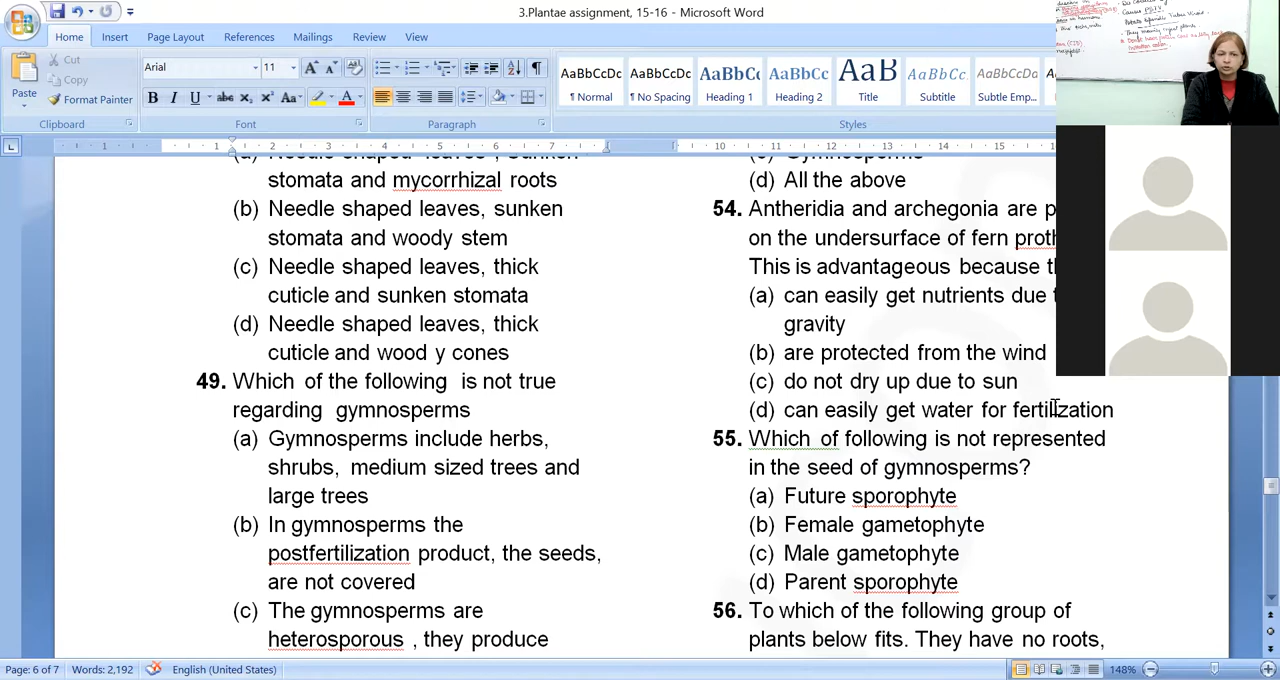 3.Plantae assignment, 15-16 - Microsoft Word
Home Insert Page Layout References Mailings Review View
Cut
Copy
Format Painter
Paste
Arial 11
AaBbCcDc AaBbCcDc AaBbCc AaBbCc AaB AaBbCc. AaBbCcDc
¶ Normal ¶ No Spacing Heading 1 Heading 2 Title Subtitle Subtle Emp...
Clipboard Font Paragraph Styles
stomata and mycorrhizal roots
(b) Needle shaped leaves, sunken
stomata and woody stem
(c) Needle shaped leaves, thick
cuticle and sunken stomata
(d) Needle shaped leaves, thick
cuticle and wood y cones
49. Which of the following is not true
regarding gymnosperms
(a) Gymnosperms include herbs,
shrubs, medium sized trees and
large trees
(b) In gymnosperms the
postfertilization product, the seeds,
are not covered
(c) The gymnosperms are
heterosporous , they produce
(d) All the above
54. Antheridia and archegonia are p
on the undersurface of fern proth
This is advantageous because th
(a) can easily get nutrients due t
gravity
(b) are protected from the wind
(c) do not dry up due to sun
(d) can easily get water for fertilization
55. Which of following is not represented
in the seed of gymnosperms?
(a) Future sporophyte
(b) Female gametophyte
(c) Male gametophyte
(d) Parent sporophyte
56. To which of the following group of
plants below fits. They have no roots,
Page: 6 of 7 Words: 2,192 English (United States) 148%